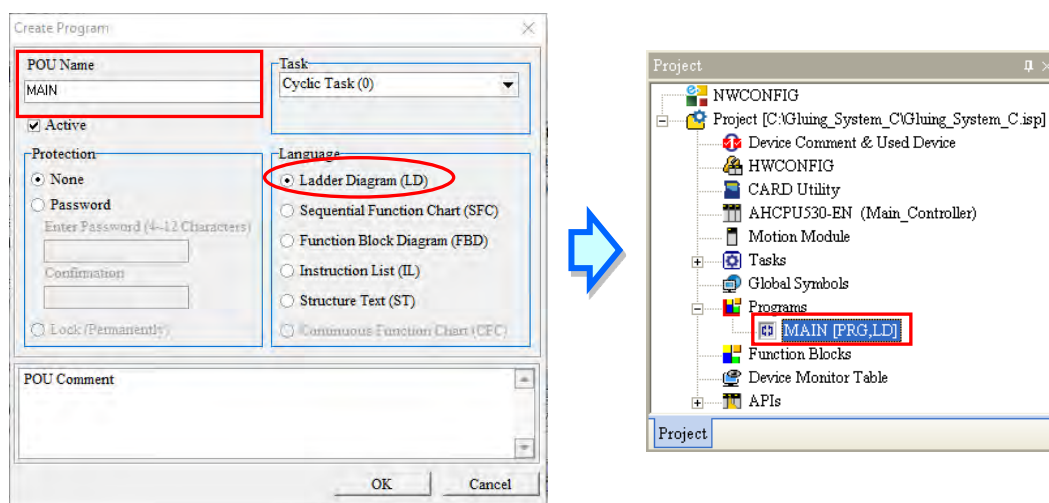 Create Program
POU Name
MAIN
Active
Task
Cyclic Task (0)
Protection
None
Password
Enter Password (4~12 Characters)
Confirmation
Lock (Permanently)
Language
Ladder Diagram (LD)
Sequential Function Chart (SFC)
Function Block Diagram (FBD)
Instruction List (IL)
Structure Text (ST)
Continuous Function Chart (CFC)
POU Comment
OK Cancel
Project
NWCONFIG
Project [C:\Gluing_System_C\Gluing_System_C.isp]
Device Comment & Used Device
HWCONFIG
CARD Utility
AHCPU530-EN (Main_Controller)
Motion Module
Tasks
Global Symbols
Programs
MAIN [PRG,LD]
Function Blocks
Device Monitor Table
APIs
Project